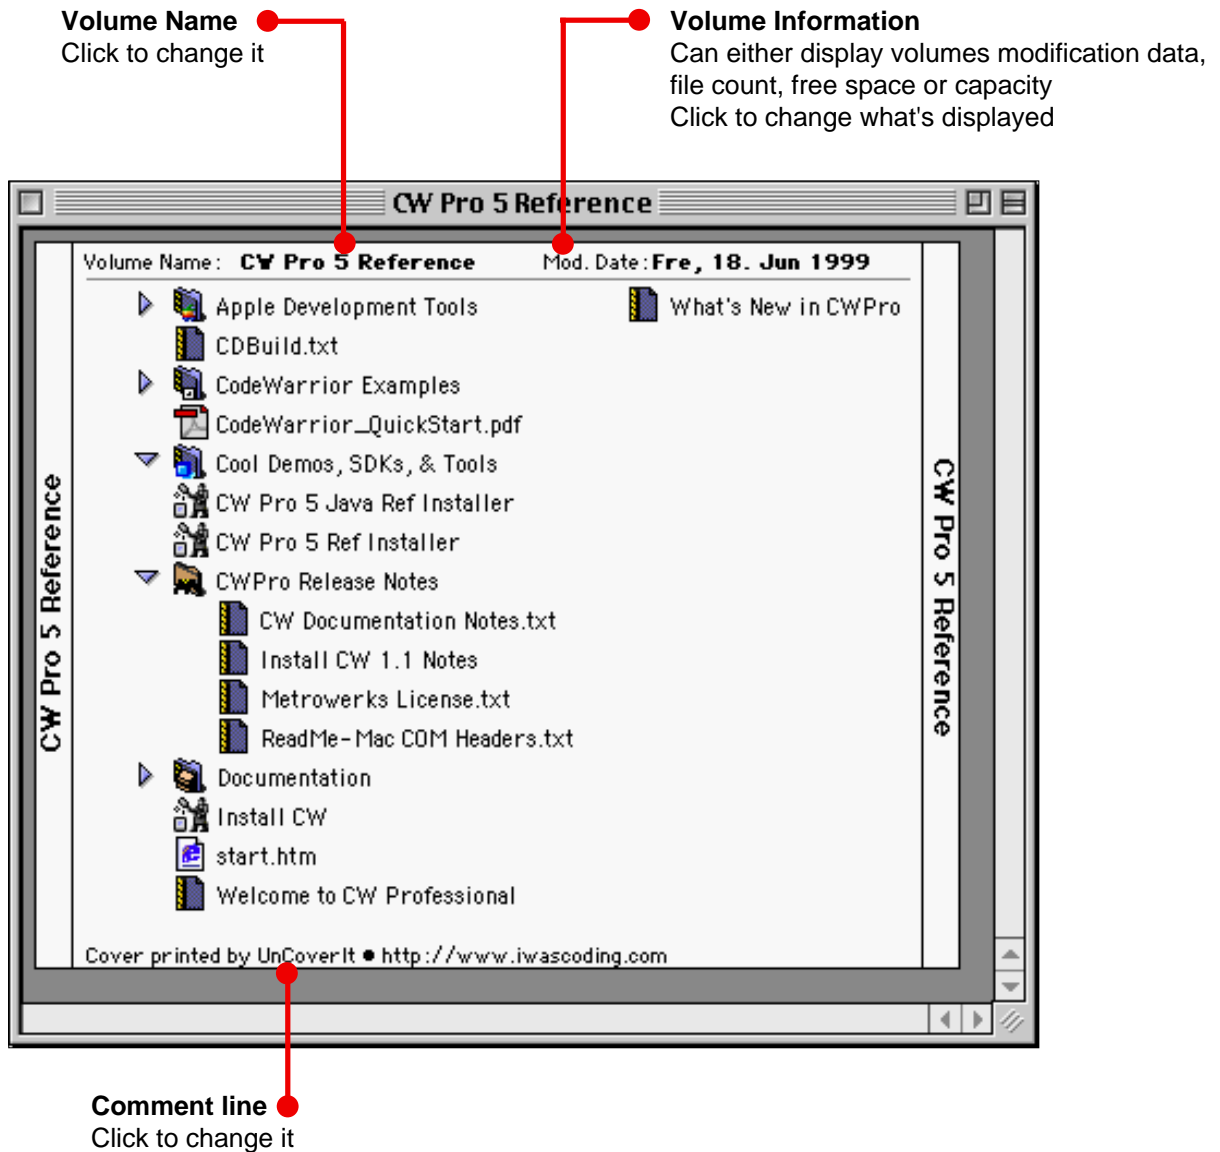 Volume Name
Click to change it
Volume Information
Can either display volumes modification data,
file count, free space or capacity
Click to change what's displayed
CW Pro 5 Reference
Volume Name: CW Pro 5 Reference
Mod. Date: Fre, 18. Jun 1999
Apple Development Tools
What's New in CWPro
CDBuild.txt
CodeWarrior Examples
CodeWarrior_QuickStart.pdf
Cool Demos, SDKs, & Tools
CW Pro 5 Java Ref Installer
CW Pro 5 Ref Installer
CWPro Release Notes
CW Documentation Notes.txt
Install CW 1.1 Notes
Metrowerks License.txt
ReadMe-Mac COM Headers.txt
Documentation
Install CW
start.htm
Welcome to CW Professional
CW Pro 5 Reference
CW Pro 5 Reference
Cover printed by UnCoverIt • http://www.iwascoding.com
Comment line
Click to change it